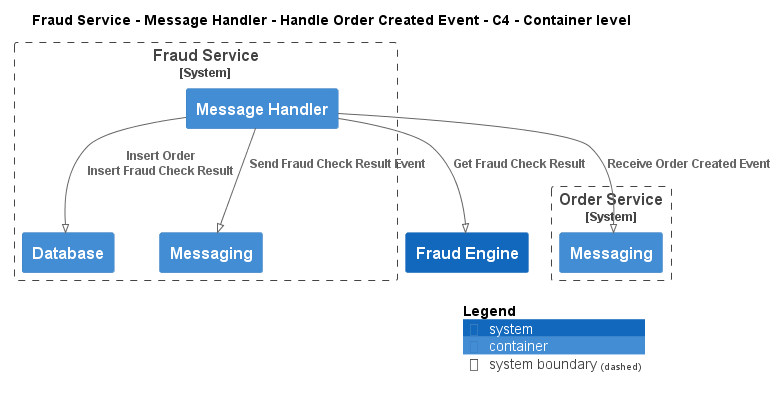 Fraud Service - Message Handler - Handle Order Created Event - C4 - Container level
Fraud Service
[System]
Message Handler
Insert Order
Insert Fraud Check Result
Send Fraud Check Result Event
Get Fraud Check Result
Receive Order Created Event
Order Service
[System]
Database
Messaging
Fraud Engine
Messaging
Legend
system
container
system boundary (dashed)